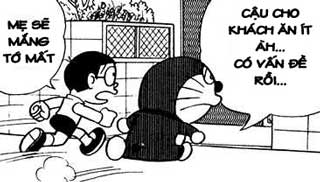 MẸ SẼ
MẮNG
TỚ MẤT
CẬU CHO
KHÁCH ĂN ÍT
ÀH...
CÓ VẤN ĐỀ
RỒI...